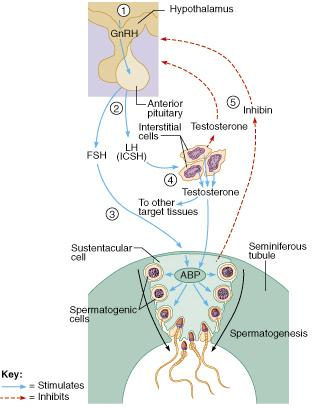 1
Hypothalamus
GnRH
Anterior
pituitary
2
5
Inhibin
Interstitial
cells
Testosterone
FSH
LH
(ICSH)
4
Testosterone
To other
target tissues
3
Sustentacular
cell
Seminiferous
tubule
ABP
Spermatogenic
cells
Spermatogenesis
Key:
= Stimulates
= Inhibits